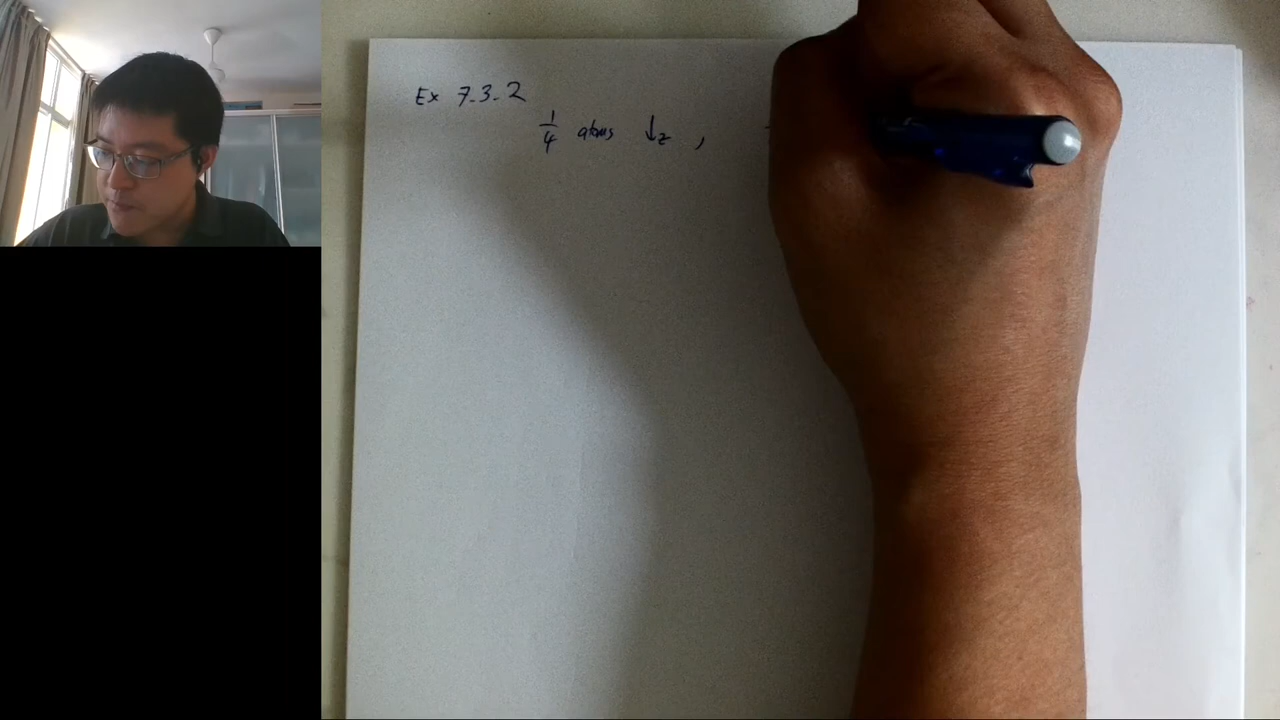 Ex 7.3.2
1/4 atoms ↓z ,